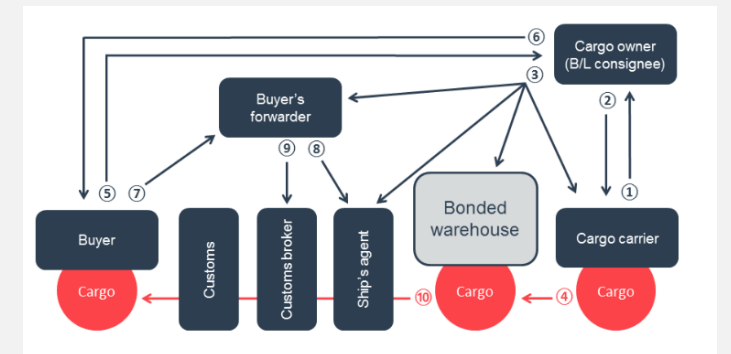 ⑥
Cargo owner
(B/L consignee)
③
Buyer's
forwarder
②
⑨
⑧
⑤
⑦
①
Bonded
warehouse
Buyer
Customs
Customs broker
Ship's agent
Cargo carrier
Cargo
⑩
Cargo
④
Cargo